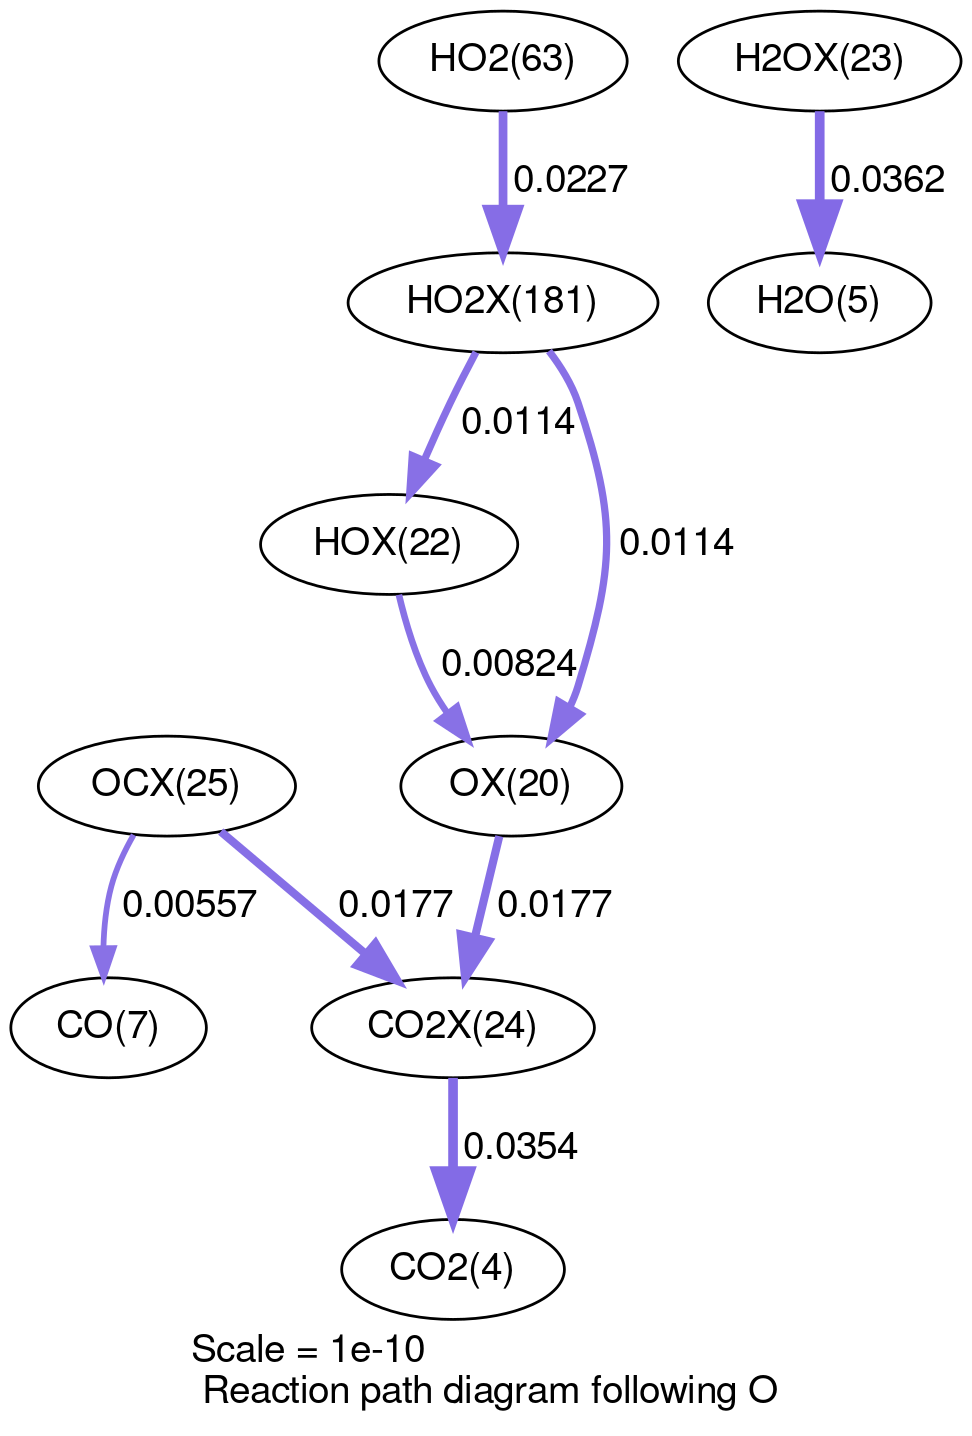 HO2(63)
H2OX(23)
0.0227
0.0362
HO2X(181)
H2O(5)
0.0114
HOX(22)
0.0114
0.00824
OCX(25)
OX(20)
0.00557
0.0177
0.0177
CO(7)
CO2X(24)
0.0354
CO2(4)
Scale = 1e-10
Reaction path diagram following O